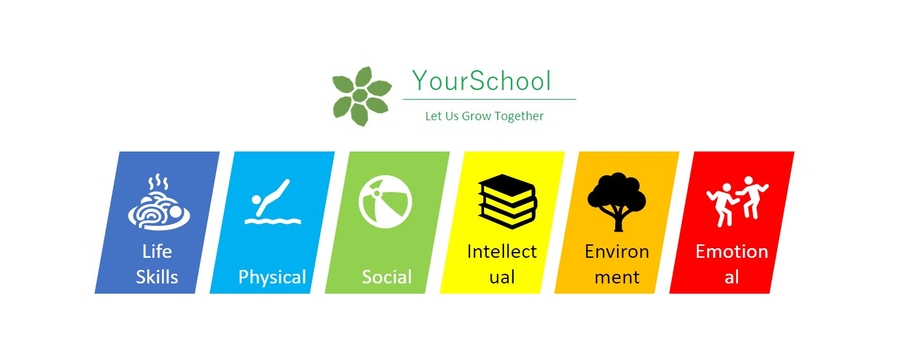 YourSchool
Let Us Grow Together
Life
Skills
Physical
Social
Intellect
ual
Environ
ment
Emotion
al